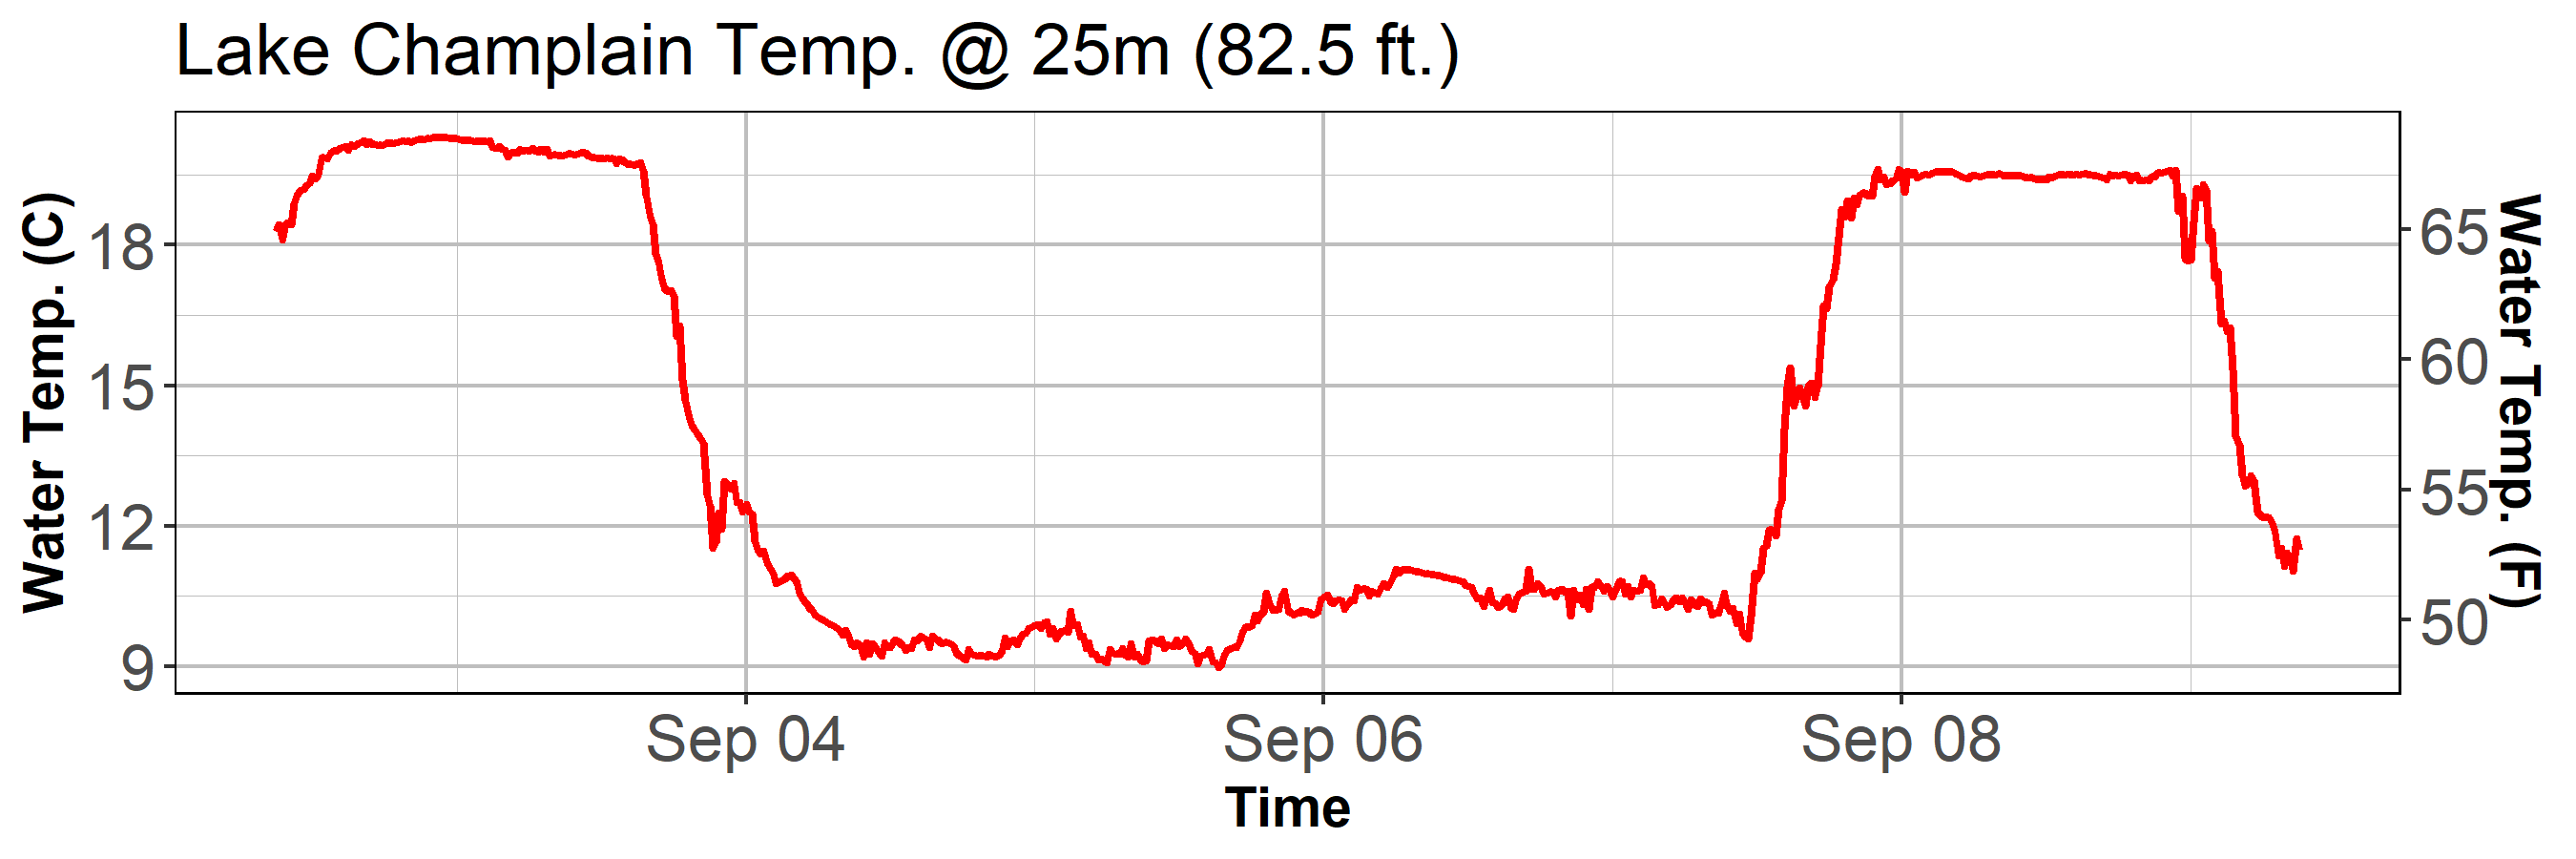 Lake Champlain Temp. @ 25m (82.5 ft.)
Water Temp. (C)
18
15
12
9
65
60
55
50
Water Temp. (F)
Sep 04
Sep 06
Sep 08
Time